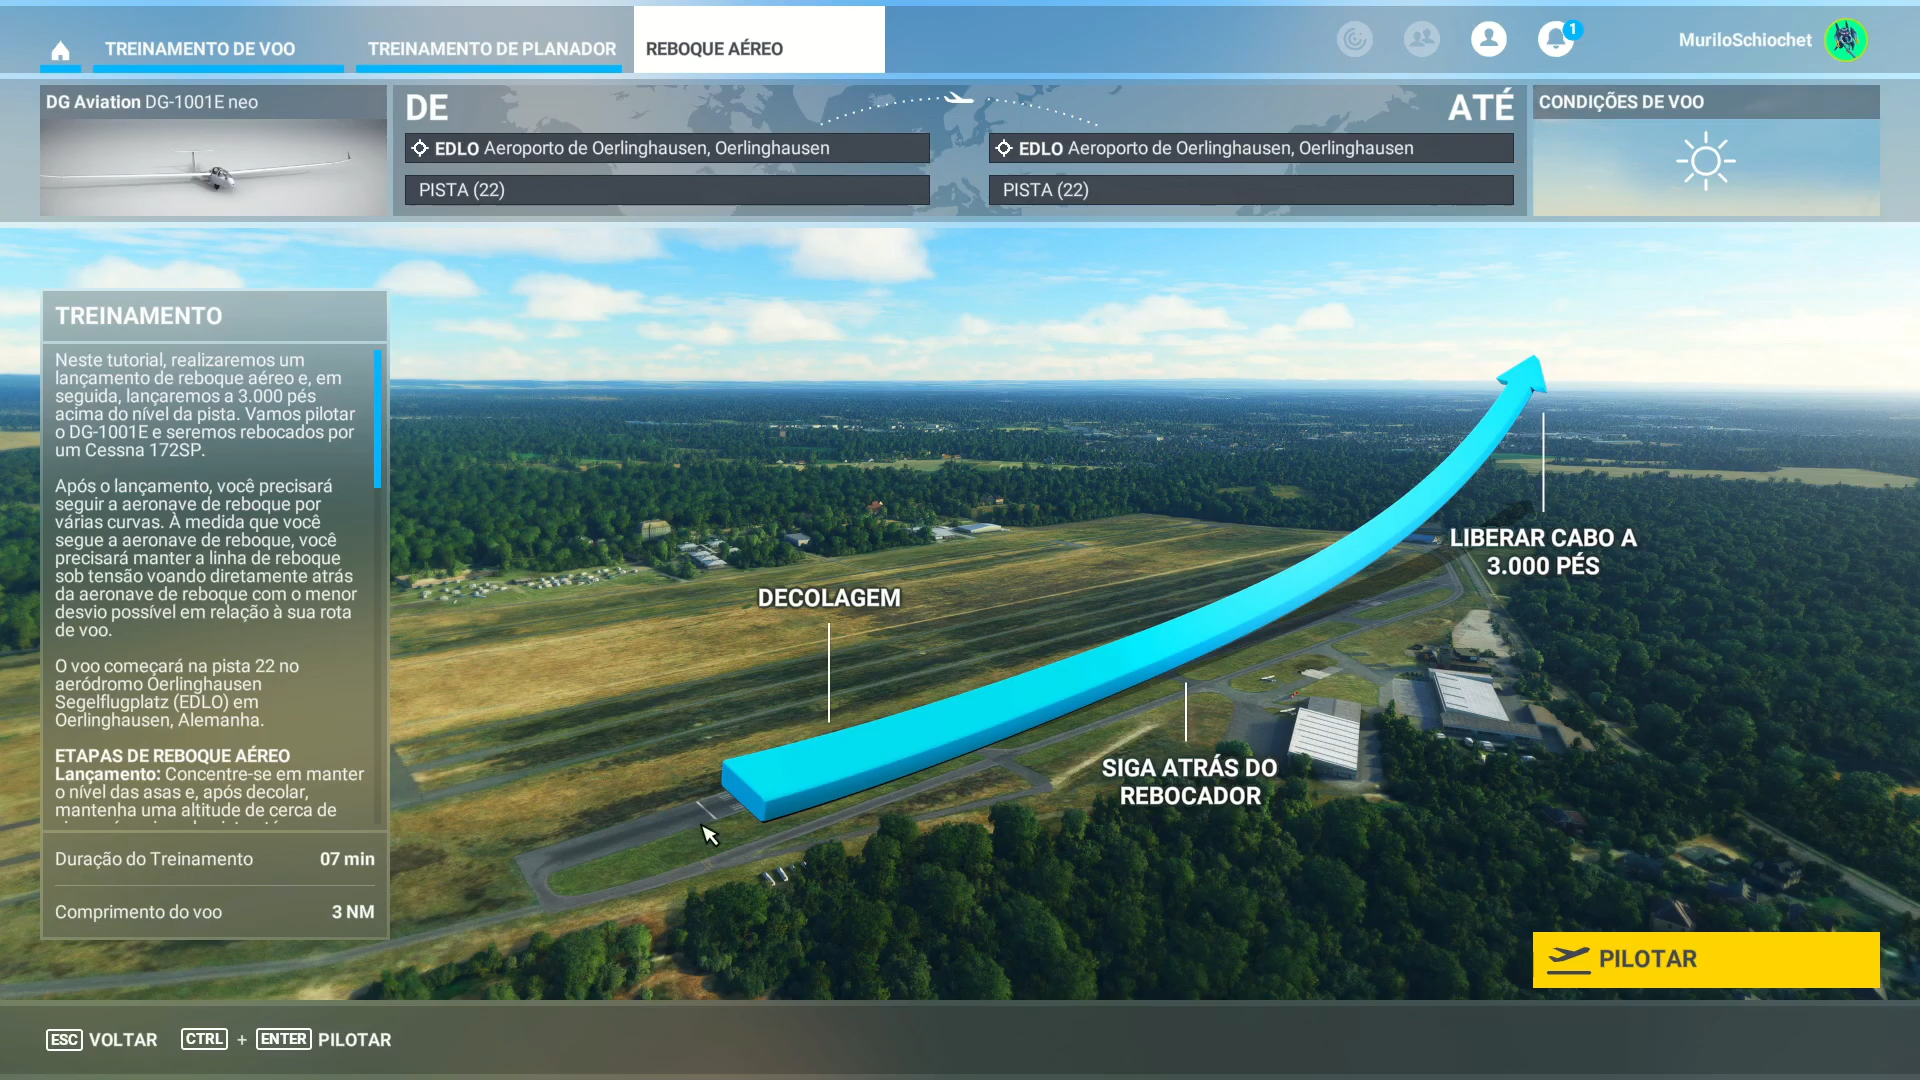 TREINAMENTO DE VOO
TREINAMENTO DE PLANADOR
REBOQUE AÉREO
1
MuriloSchiochet
DG Aviation DG-1001E neo
DE
EDLO Aeroporto de Oerlinghausen, Oerlinghausen
PISTA (22)
ATÉ
EDLO Aeroporto de Oerlinghausen, Oerlinghausen
PISTA (22)
CONDIÇÕES DE VOO
TREINAMENTO
Neste tutorial, realizaremos um
lançamento de reboque aéreo e, em
seguida, lançaremos a 3.000 pés
acima do nível da pista. Vamos pilotar
o DG-1001E e seremos rebocados por
um Cessna 172SP.
Após o lançamento, você precisará
seguir a aeronave de reboque por
várias curvas. À medida que você
segue a aeronave de reboque, você
precisará manter a linha de reboque
sob tensão voando diretamente atrás
da aeronave de reboque com o menor
desvio possível em relação à sua rota
de voo.
O voo começará na pista 22 no
aeródromo Oerlinghausen
Segelflugplatz (EDLO) em
Oerlinghausen, Alemanha.
ETAPAS DE REBOQUE AÉREO
Lançamento: Concentre-se em manter
o nível das asas e, após decolar,
mantenha uma altitude de cerca de
Duração do Treinamento 07 min
Comprimento do voo 3 NM
DECOLAGEM
SIGA ATRÁS DO
REBOCADOR
LIBERAR CABO A
3.000 PÉS
PILOTAR
ESC VOLTAR CTRL + ENTER PILOTAR